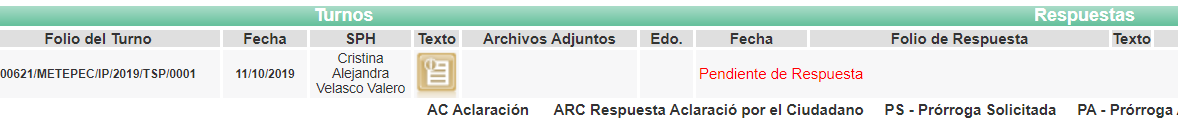 Turnos Respuestas
Folio del Turno Fecha SPH Texto Archivos Adjuntos Edo. Fecha Folio de Respuesta Texto
00621/METEPEC/IP/2019/TSP/0001 11/10/2019 Cristina Alejandra Velasco Valero Pendiente de Respuesta
AC Aclaración ARC Respuesta Aclaració por el Ciudadano PS - Prórroga Solicitada PA - Prórroga